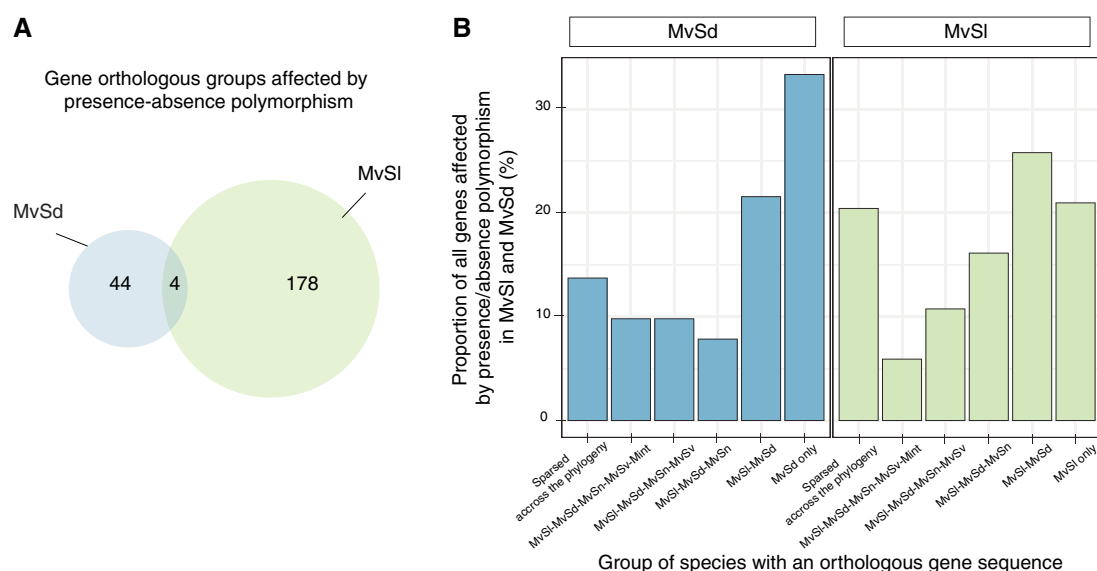 A
Gene orthologous groups affected by
presence-absence polymorphism
MvSd
MvSl
44
4
178
B
MvSd
MvSl
Proportion of all genes affected
by presence/absence polymorphism
in MvSl and MvSd (%)
30
20
10
0
Sparsed
accross the phylogeny
MvSl-MvSd-MvSn-MvSv-Mint
MvSl-MvSd-MvSn-MvSv
MvSl-MvSd-MvSn
MvSl-MvSd
MvSd only
Sparsed
accross the phylogeny
MvSl-MvSd-MvSn-MvSv-Mint
MvSl-MvSd-MvSn-MvSv
MvSl-MvSd-MvSn
MvSl-MvSd
MvSl only
Group of species with an orthologous gene sequence